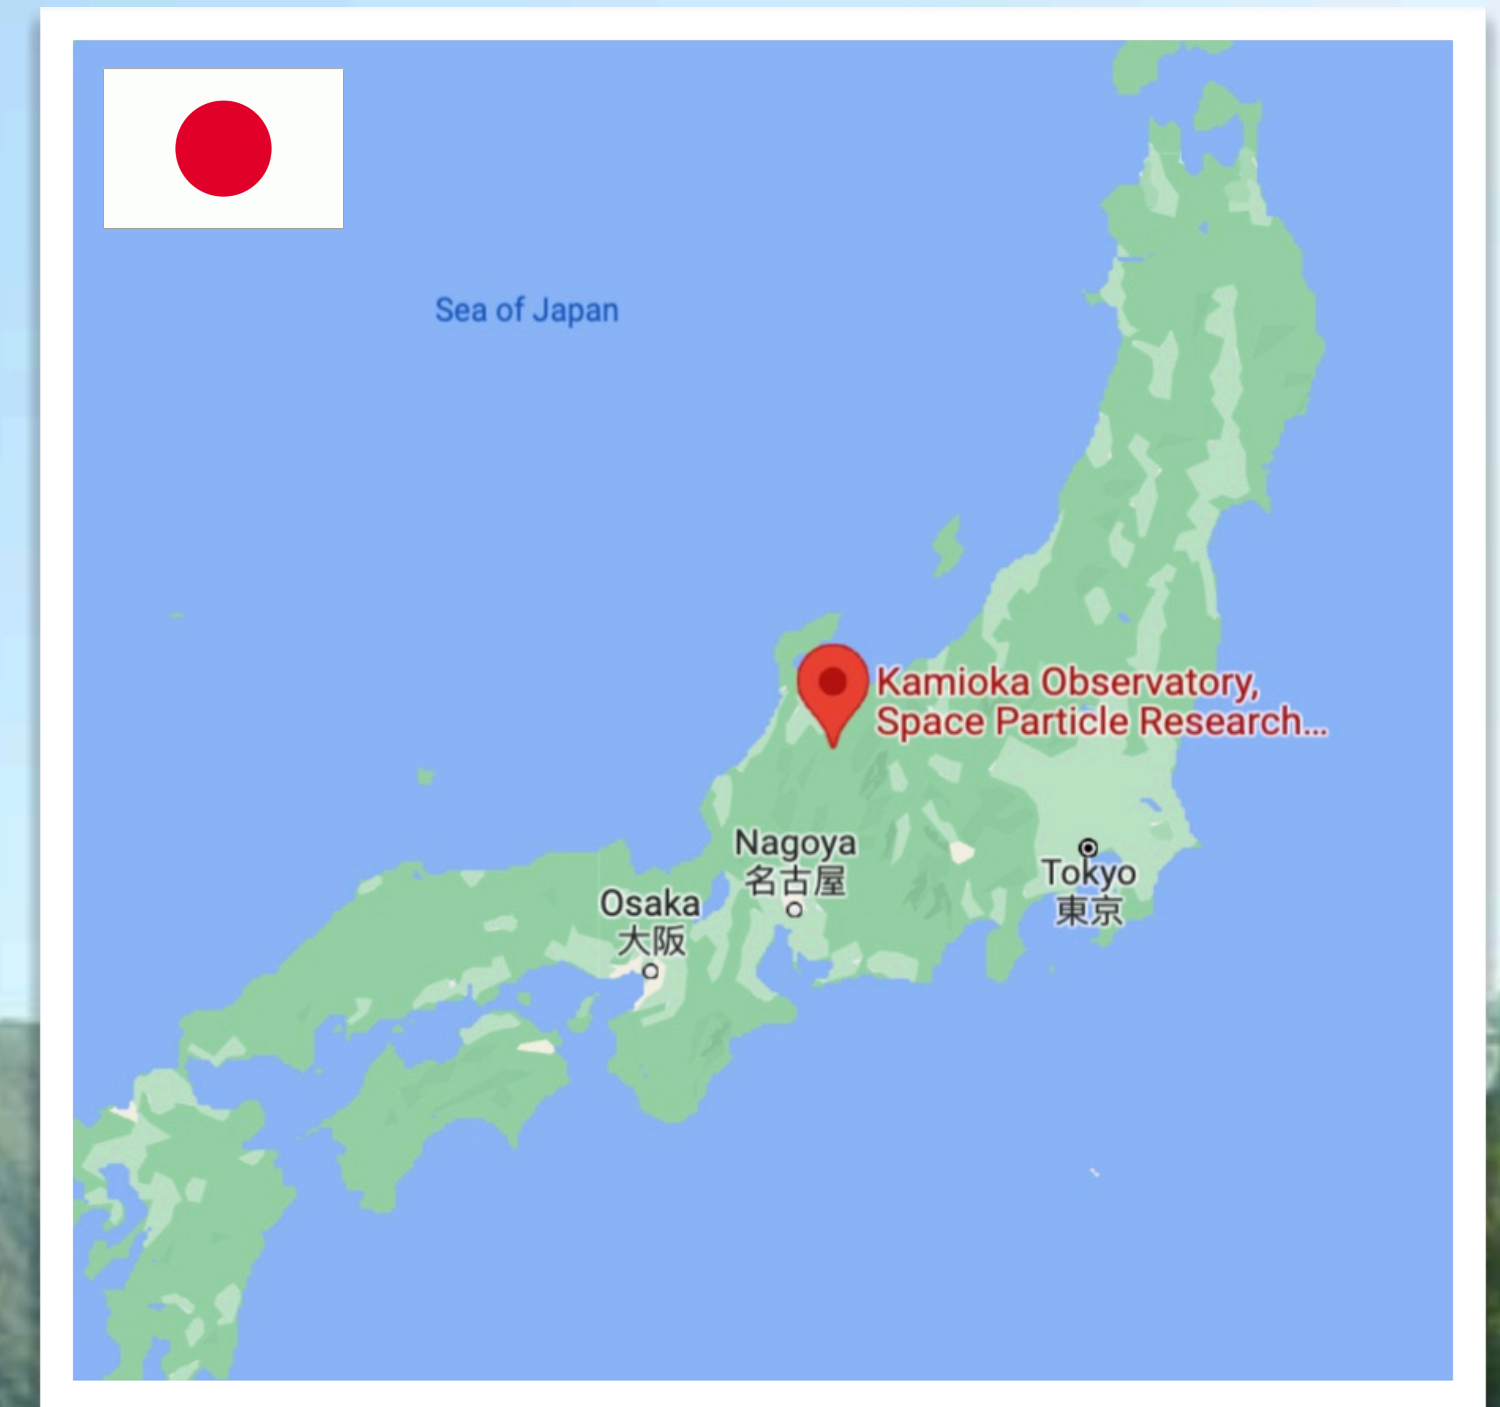 Sea of Japan
Kamioka Observatory,
Space Particle Research...
Nagoya
名古屋
Osaka
大阪
Tokyo
東京